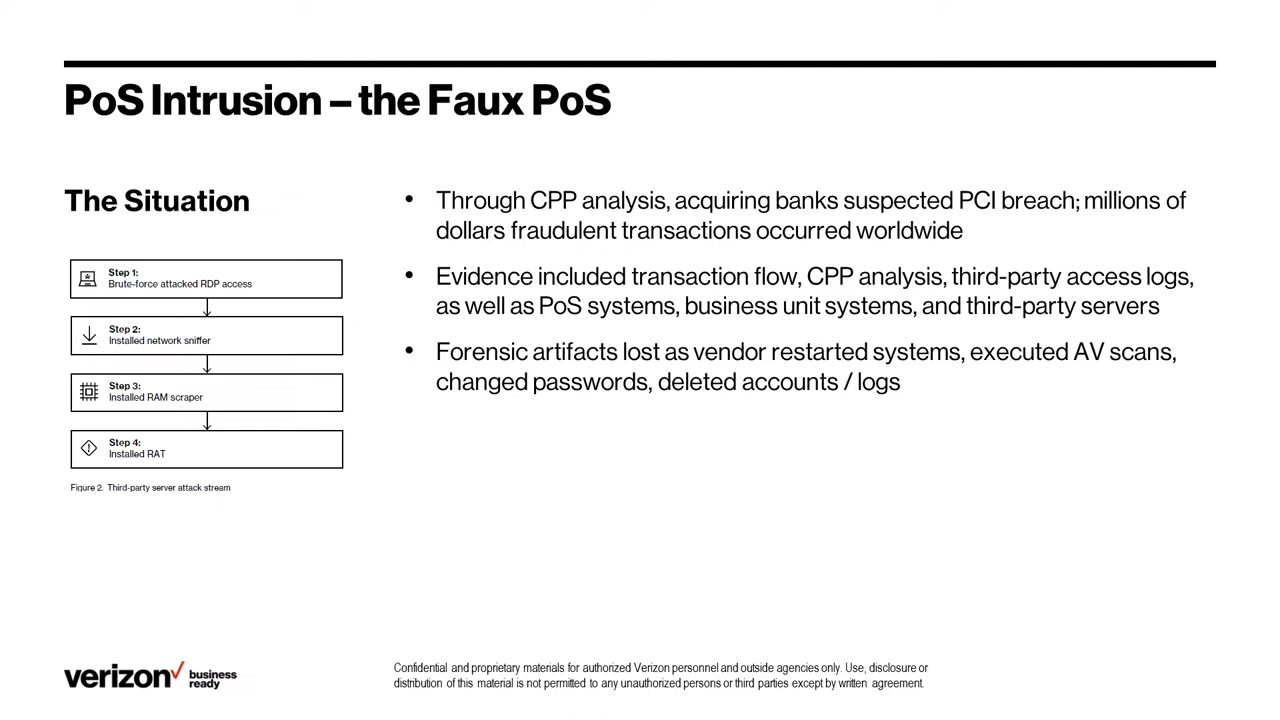 PoS Intrusion – the Faux PoS
The Situation
Step 1:
Brute-force attacked RDP access
Step 2:
Installed network sniffer
Step 3:
Installed RAM scraper
Step 4:
Installed RAT
Figure 2. Third-party server attack stream
• Through CPP analysis, acquiring banks suspected PCI breach; millions of
dollars fraudulent transactions occurred worldwide
• Evidence included transaction flow, CPP analysis, third-party access logs,
as well as PoS systems, business unit systems, and third-party servers
• Forensic artifacts lost as vendor restarted systems, executed AV scans,
changed passwords, deleted accounts / logs
verizon✓ business
ready
Confidential and proprietary materials for authorized Verizon personnel and outside agencies only. Use, disclosure or
distribution of this material is not permitted to any unauthorized persons or third parties except by written agreement.